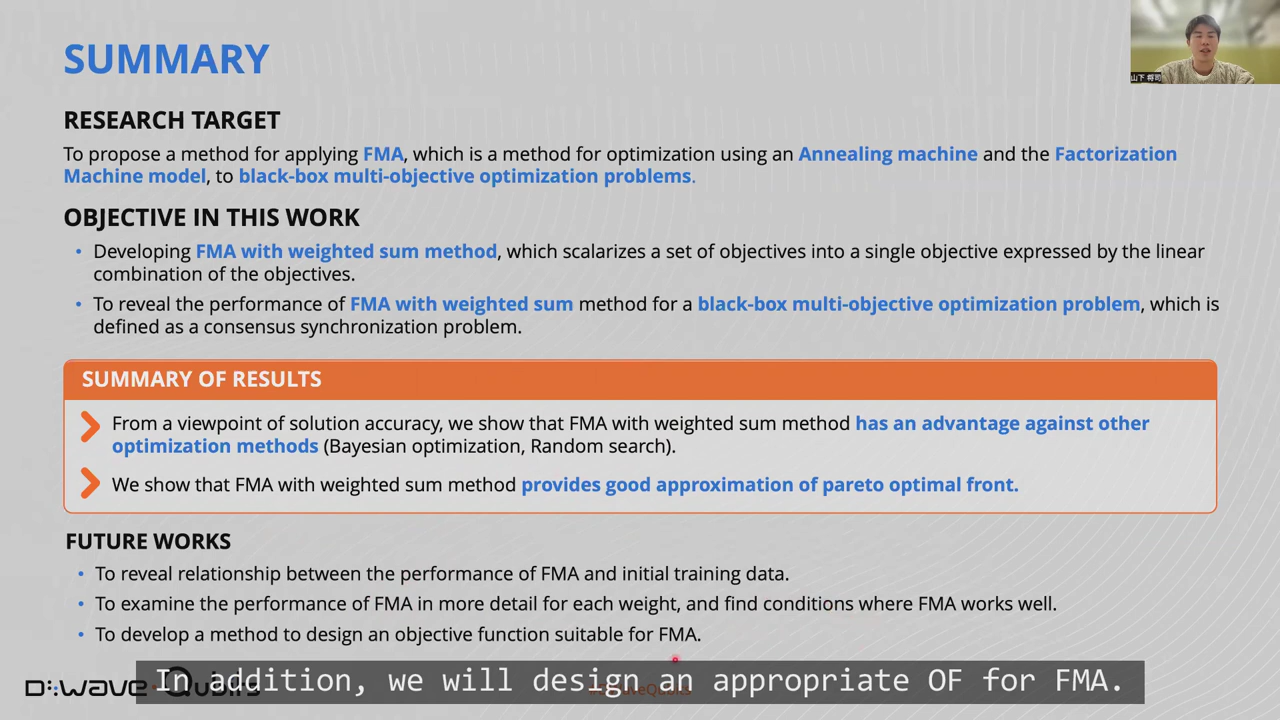 SUMMARY
山下 将司
RESEARCH TARGET
To propose a method for applying FMA, which is a method for optimization using an Annealing machine and the Factorization
Machine model, to black-box multi-objective optimization problems.
OBJECTIVE IN THIS WORK
• Developing FMA with weighted sum method, which scalarizes a set of objectives into a single objective expressed by the linear
combination of the objectives.
• To reveal the performance of FMA with weighted sum method for a black-box multi-objective optimization problem, which is
defined as a consensus synchronization problem.
SUMMARY OF RESULTS
From a viewpoint of solution accuracy, we show that FMA with weighted sum method has an advantage against other
optimization methods (Bayesian optimization, Random search).
We show that FMA with weighted sum method provides good approximation of pareto optimal front.
FUTURE WORKS
• To reveal relationship between the performance of FMA and initial training data.
• To examine the performance of FMA in more detail for each weight, and find conditions where FMA works well.
• To develop a method to design an objective function suitable for FMA.
D:wave Qubits
In addition, we will design an appropriate OF for FMA.